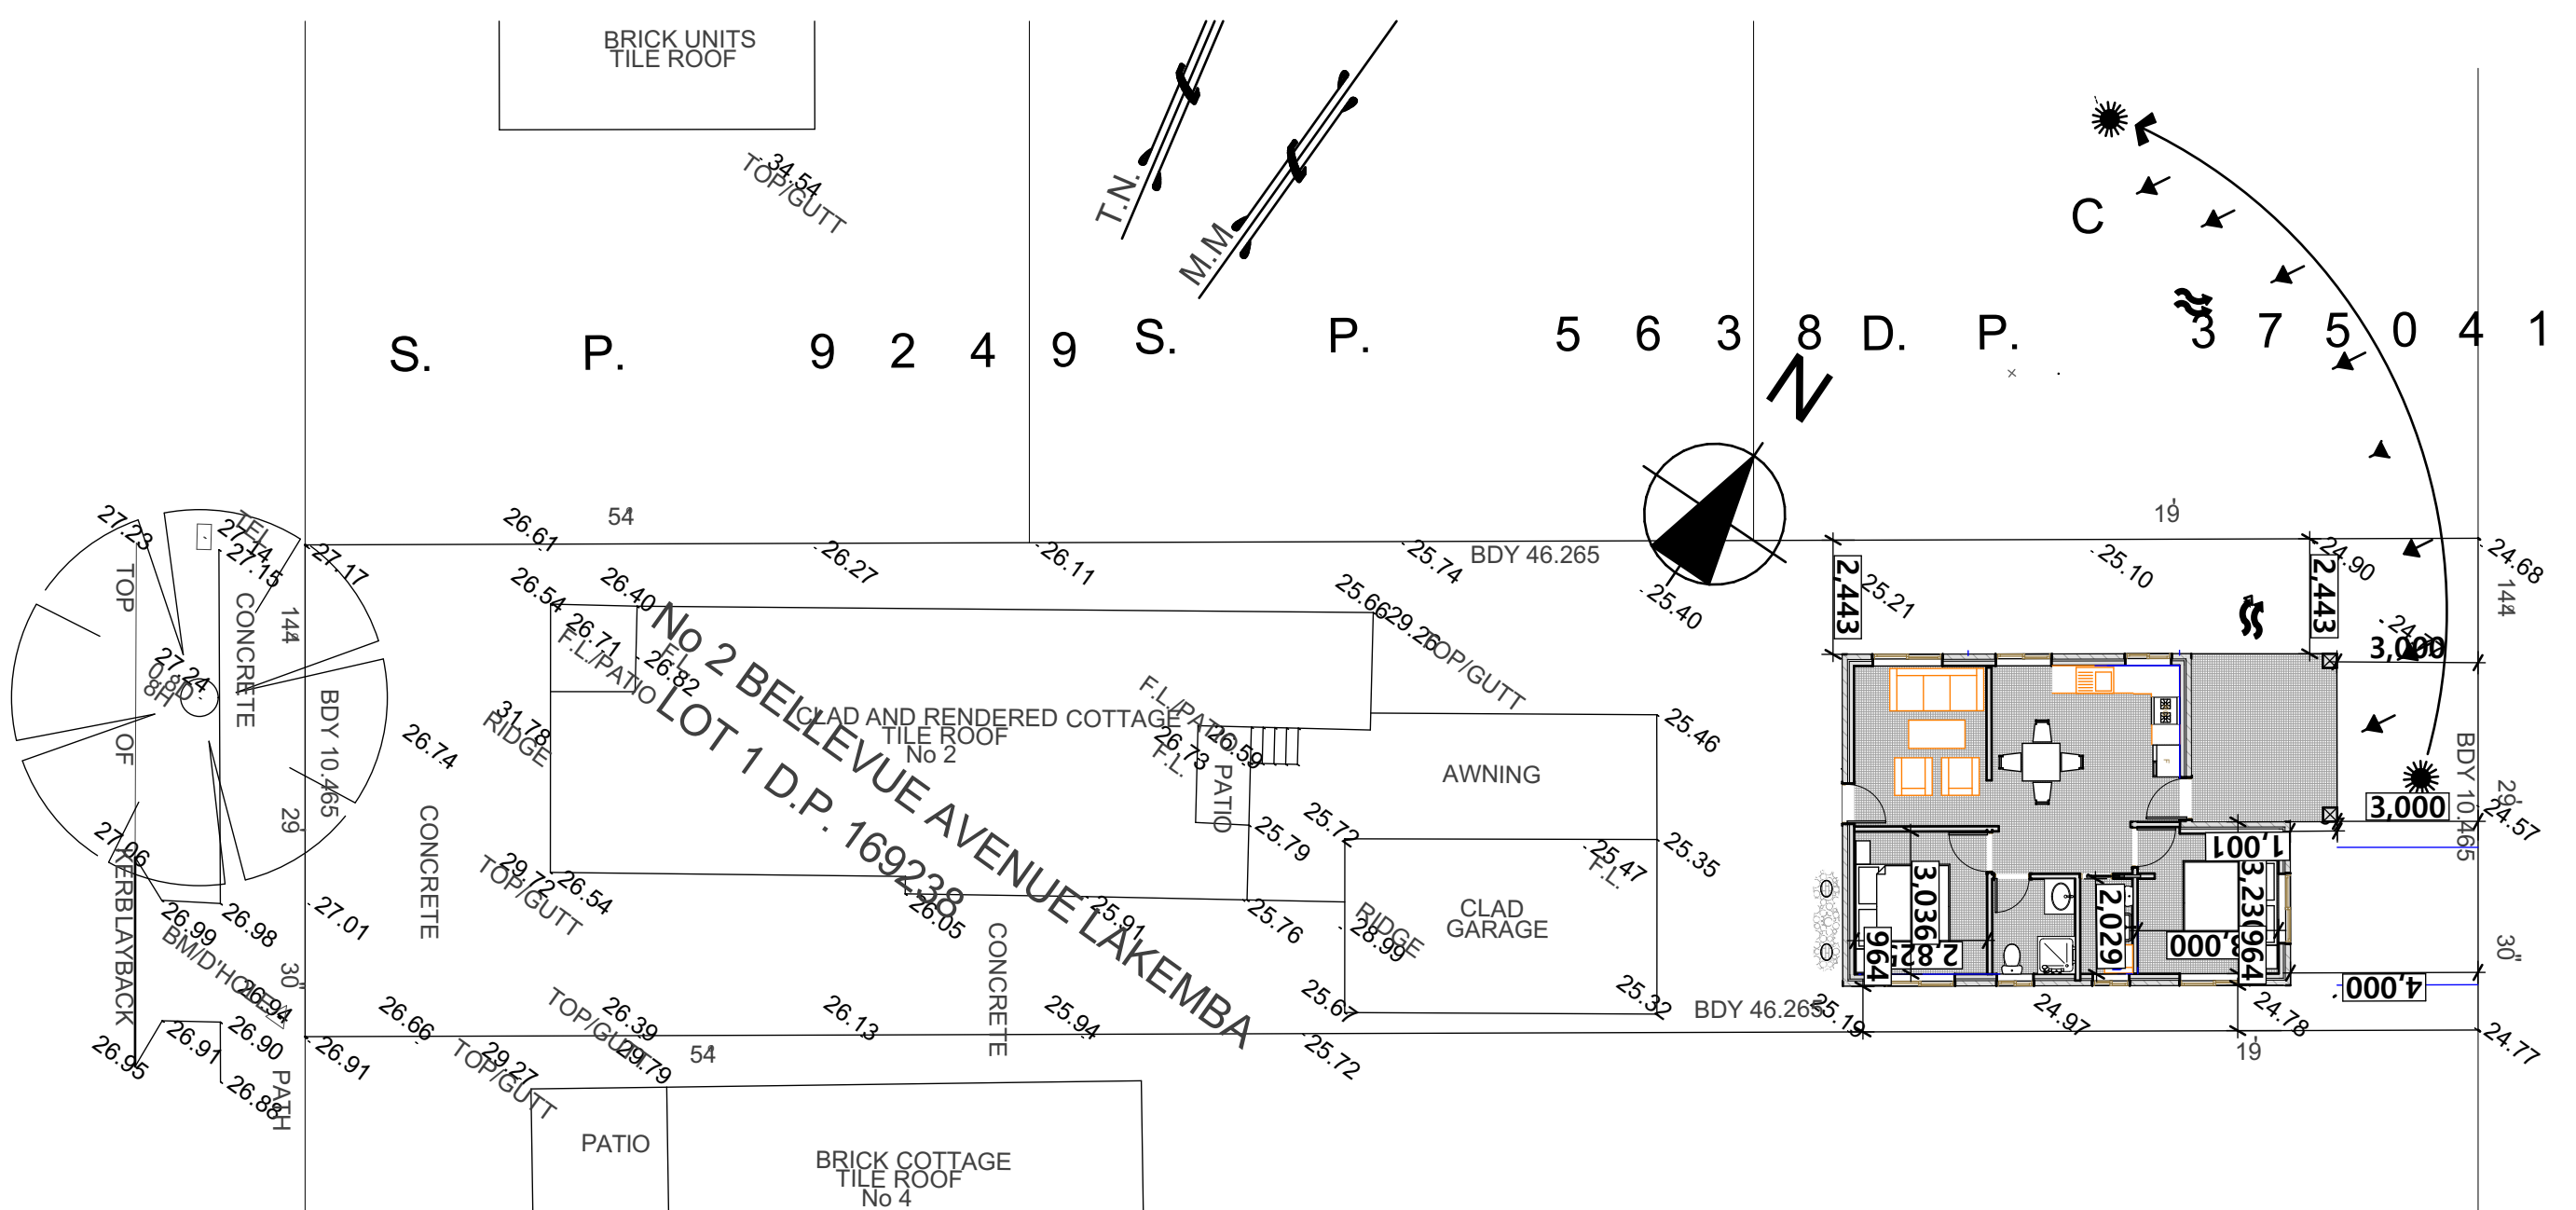 BRICK UNITS
TILE ROOF
34.54
TOP/GUTT
T.N.
M.M
C
S. P. 9 2 4 9
S. P. 5 6 3 8
D. P. 3 7 5 0 4 1
N
54'
19'
27.23
TEL
27.14
27.15
27.17
26.61
26.27
26.11
25.74
BDY 46.265
25.40
2,443
25.21
25.10
2,443
24.90
24.68
144°
TOP
OF
CONCRETE
144°
26.54
26.40
26.71
F.L./PATIO
F.L.
26.82
25.66
29.26
TOP/GUTT
3,000
27.24
0.8D
8H
BDY 10.465
29'
30"
31.78
RIDGE
26.74
No 2 BELLEVUE AVENUE LAKEMBA
LOT 1 D.P. 169238
CLAD AND RENDERED COTTAGE
TILE ROOF
No 2
F.L./PATIO
26.73
F.L.
26.59
PATIO
25.46
AWNING
3,000
BDY 10.465
29'
24.57
27.06
KERB
LAYBACK
CONCRETE
29.72
TOP/GUTT
26.54
25.79
25.72
25.47
F.L.
25.35
1,001
F
3,036
2,029
964
3,000
964
4,000
30"
26.99
26.98
27.01
26.05
25.91
25.76
RIDGE
28.99
CLAD
GARAGE
BM/D'HOLE
26.94
CONCRETE
25.67
25.32
BDY 46.265
25.19
24.97
24.78
24.77
26.95
26.91
26.90
26.91
26.88
PATH
26.66
TOP/GUTT
26.39
29.79
26.13
25.94
25.72
29.27
TOP/GUTT
54'
19'
PATIO
BRICK COTTAGE
TILE ROOF
No 4